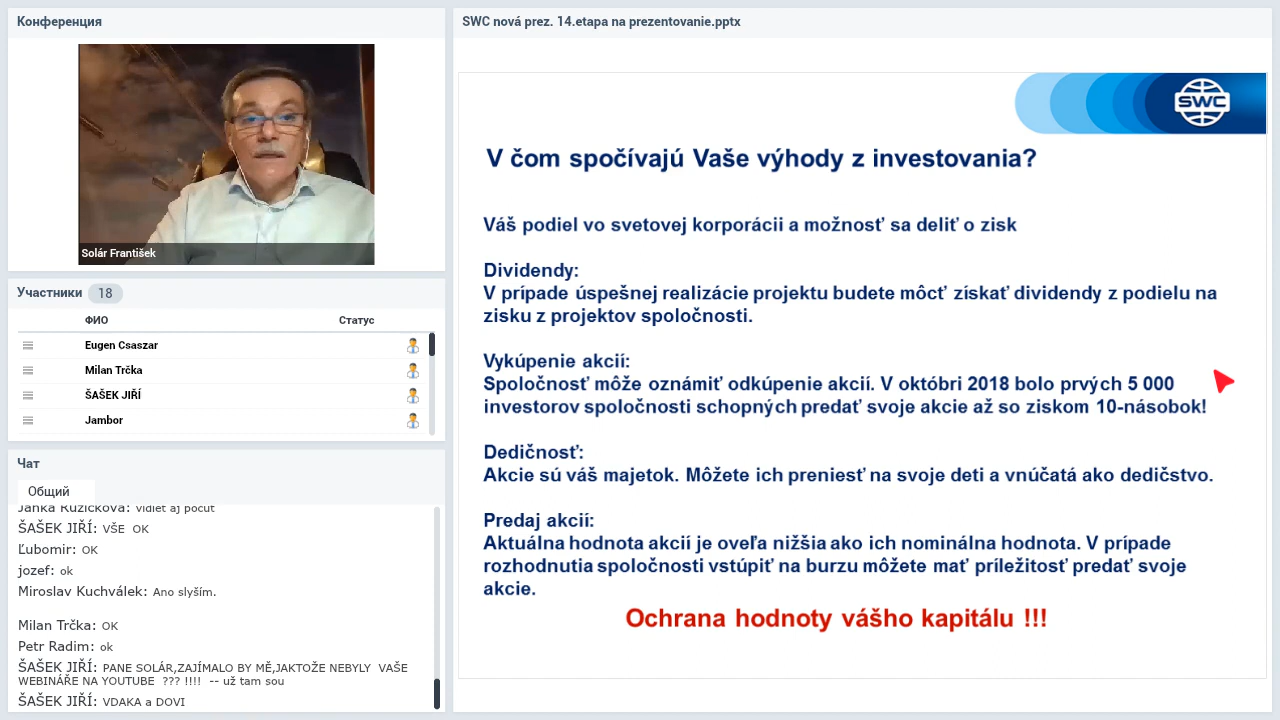 Конференция
Solár František
Участники 18
ФИО Статус
Eugen Csaszar
Milan Trčka
ŠAŠEK JIŘÍ
Jambor
Чат
Общий
Janka Ružičková: vidiet aj počuť
ŠAŠEK JIŘÍ: VŠE OK
Ľubomir: OK
jozef: ok
Miroslav Kuchválek: Ano slyším.
Milan Trčka: OK
Petr Radim: ok
ŠAŠEK JIŘÍ: PANE SOLÁR,ZAJÍMALO BY MĚ,JAKTOŽE NEBYLY VAŠE
WEBINÁŘE NA YOUTUBE ??? !!!! -- už tam sou
ŠAŠEK JIŘÍ: VDAKA a DOVI
SWC nová prez. 14.etapa na prezentovanie.pptx
SWC
V čom spočívajú Vaše výhody z investovania?
Váš podiel vo svetovej korporácii a možnosť sa deliť o zisk
Dividendy:
V prípade úspešnej realizácie projektu budete môcť získať dividendy z podielu na
zisku z projektov spoločnosti.
Vykúpenie akcií:
Spoločnosť môže oznámiť odkúpenie akcií. V októbri 2018 bolo prvých 5 000
investorov spoločnosti schopných predať svoje akcie až so ziskom 10-násobok!
Dedičnosť:
Akcie sú váš majetok. Môžete ich preniesť na svoje deti a vnúčatá ako dedičstvo.
Predaj akcií:
Aktuálna hodnota akcií je oveľa nižšia ako ich nominálna hodnota. V prípade
rozhodnutia spoločnosti vstúpiť na burzu môžete mať príležitosť predať svoje
akcie.
Ochrana hodnoty vášho kapitálu !!!